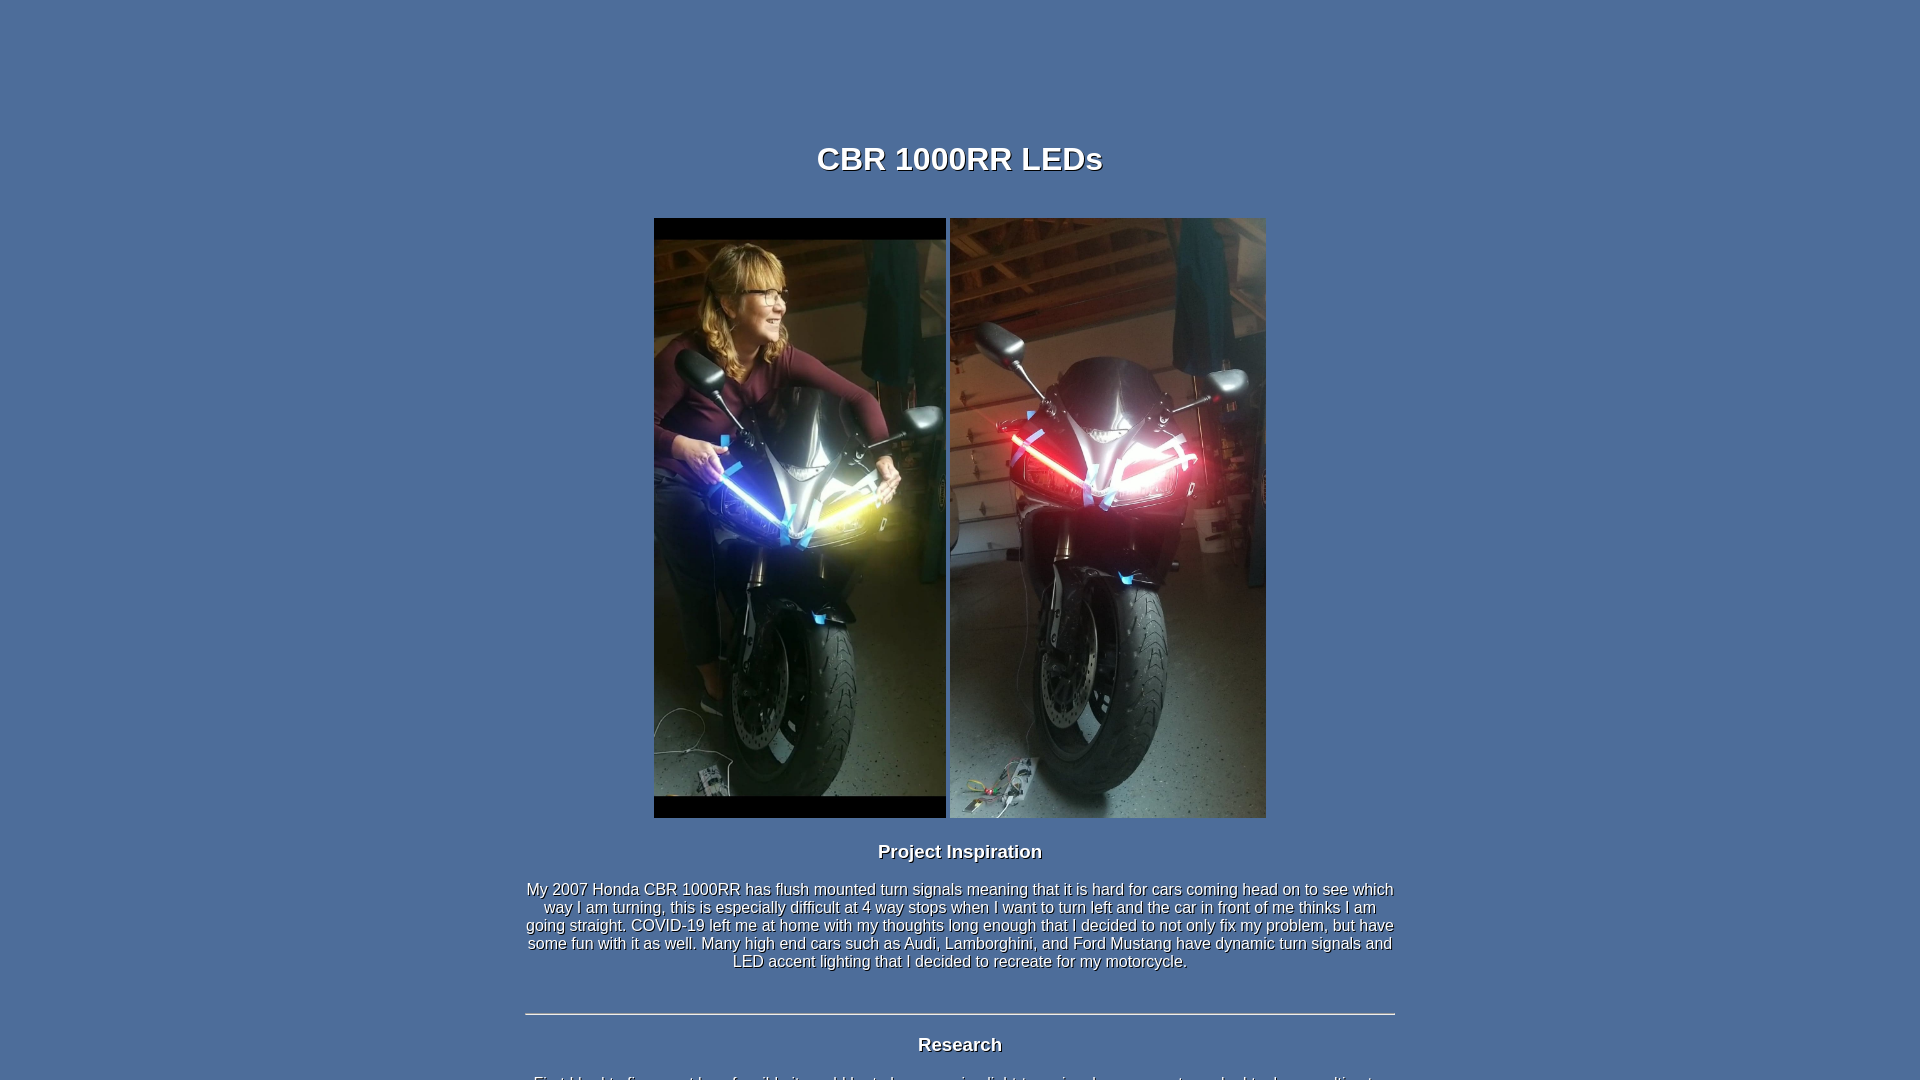 CBR 1000RR LEDs
Project Inspiration
My 2007 Honda CBR 1000RR has flush mounted turn signals meaning that it is hard for cars coming head on to see which
way I am turning, this is especially difficult at 4 way stops when I want to turn left and the car in front of me thinks I am
going straight. COVID-19 left me at home with my thoughts long enough that I decided to not only fix my problem, but have
some fun with it as well. Many high end cars such as Audi, Lamborghini, and Ford Mustang have dynamic turn signals and
LED accent lighting that I decided to recreate for my motorcycle.
Research